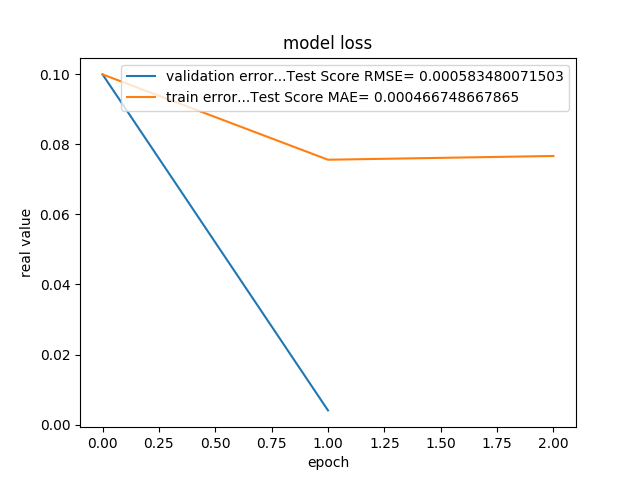 model loss
validation error...Test Score RMSE= 0.000583480071503
train error...Test Score MAE= 0.000466748667865
real value
0.10
0.08
0.06
0.04
0.02
0.00
0.00 0.25 0.50 0.75 1.00 1.25 1.50 1.75 2.00
epoch